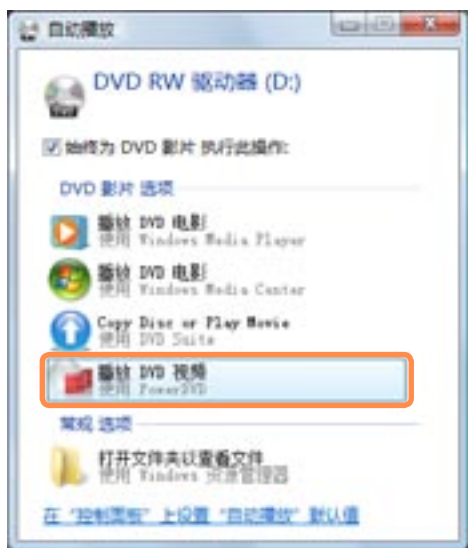 自动播放
DVD RW 驱动器 (D:)
始终为 DVD 影片 执行此操作:
DVD 影片 选项
播放 DVD 电影
使用 Windows Media Player
播放 DVD 电影
使用 Windows Media Center
Copy Disc or Play Movie
使用 DVD Suite
播放 DVD 视频
使用 PowerDVD
常规 选项
打开文件夹以查看文件
使用 Windows 资源管理器
在 "控制面板" 上设置 "自动播放" 默认值